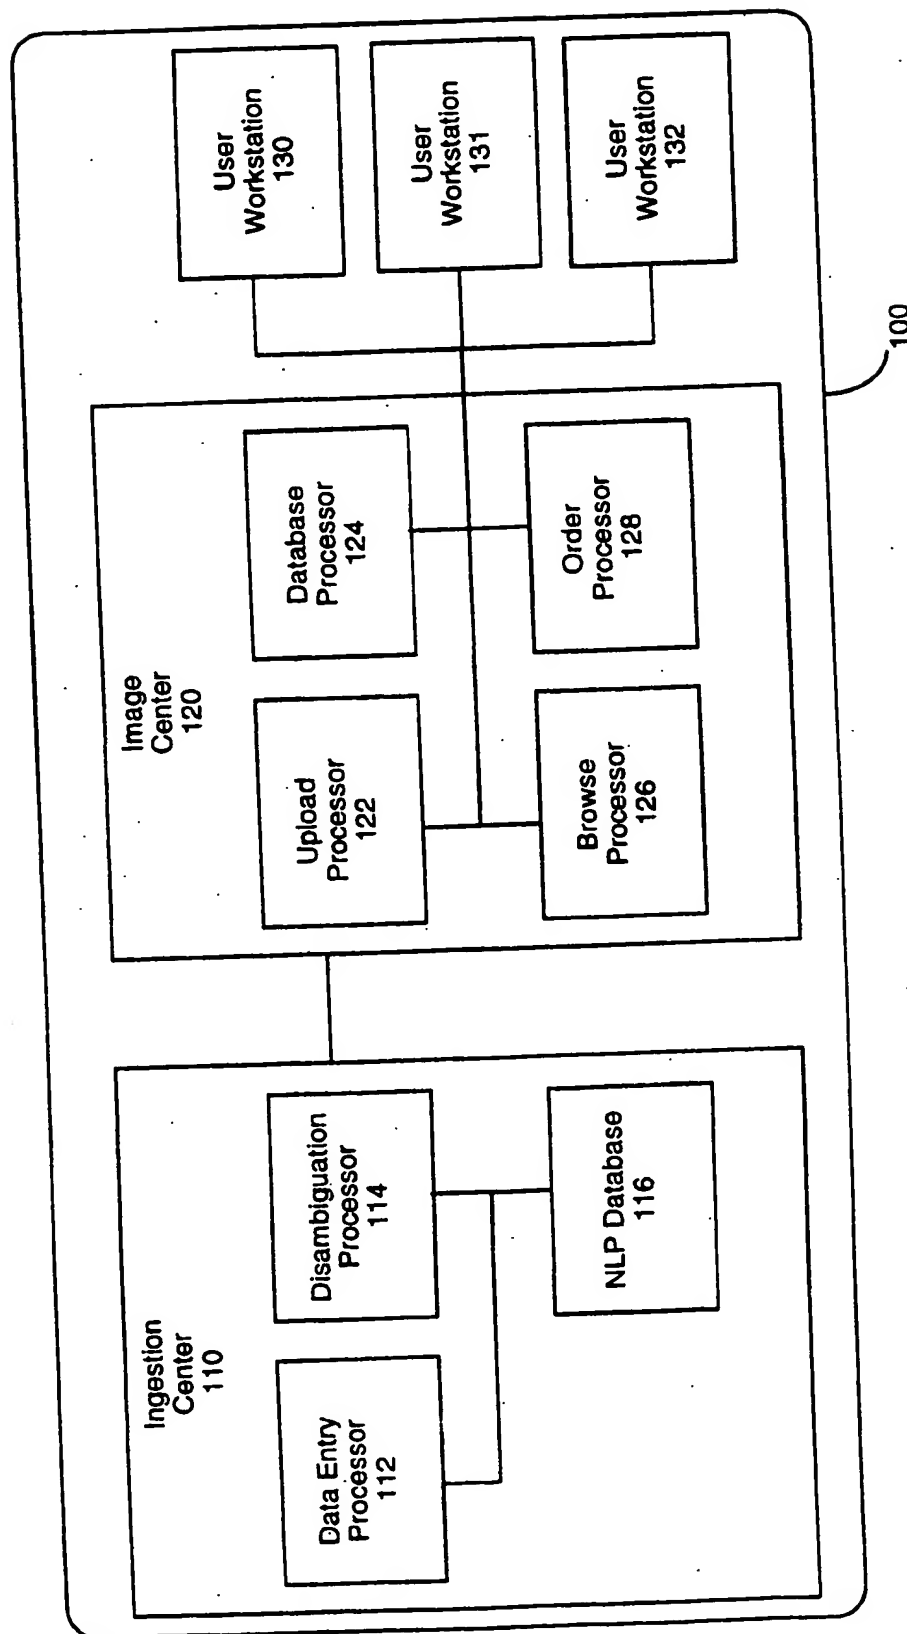 Ingestion
Center
110
Data Entry
Processor
112
Disambiguation
Processor
114
NLP Database
116
Image
Center
120
Upload
Processor
122
Database
Processor
124
Browse
Processor
126
Order
Processor
128
User
Workstation
130
User
Workstation
131
User
Workstation
132
100